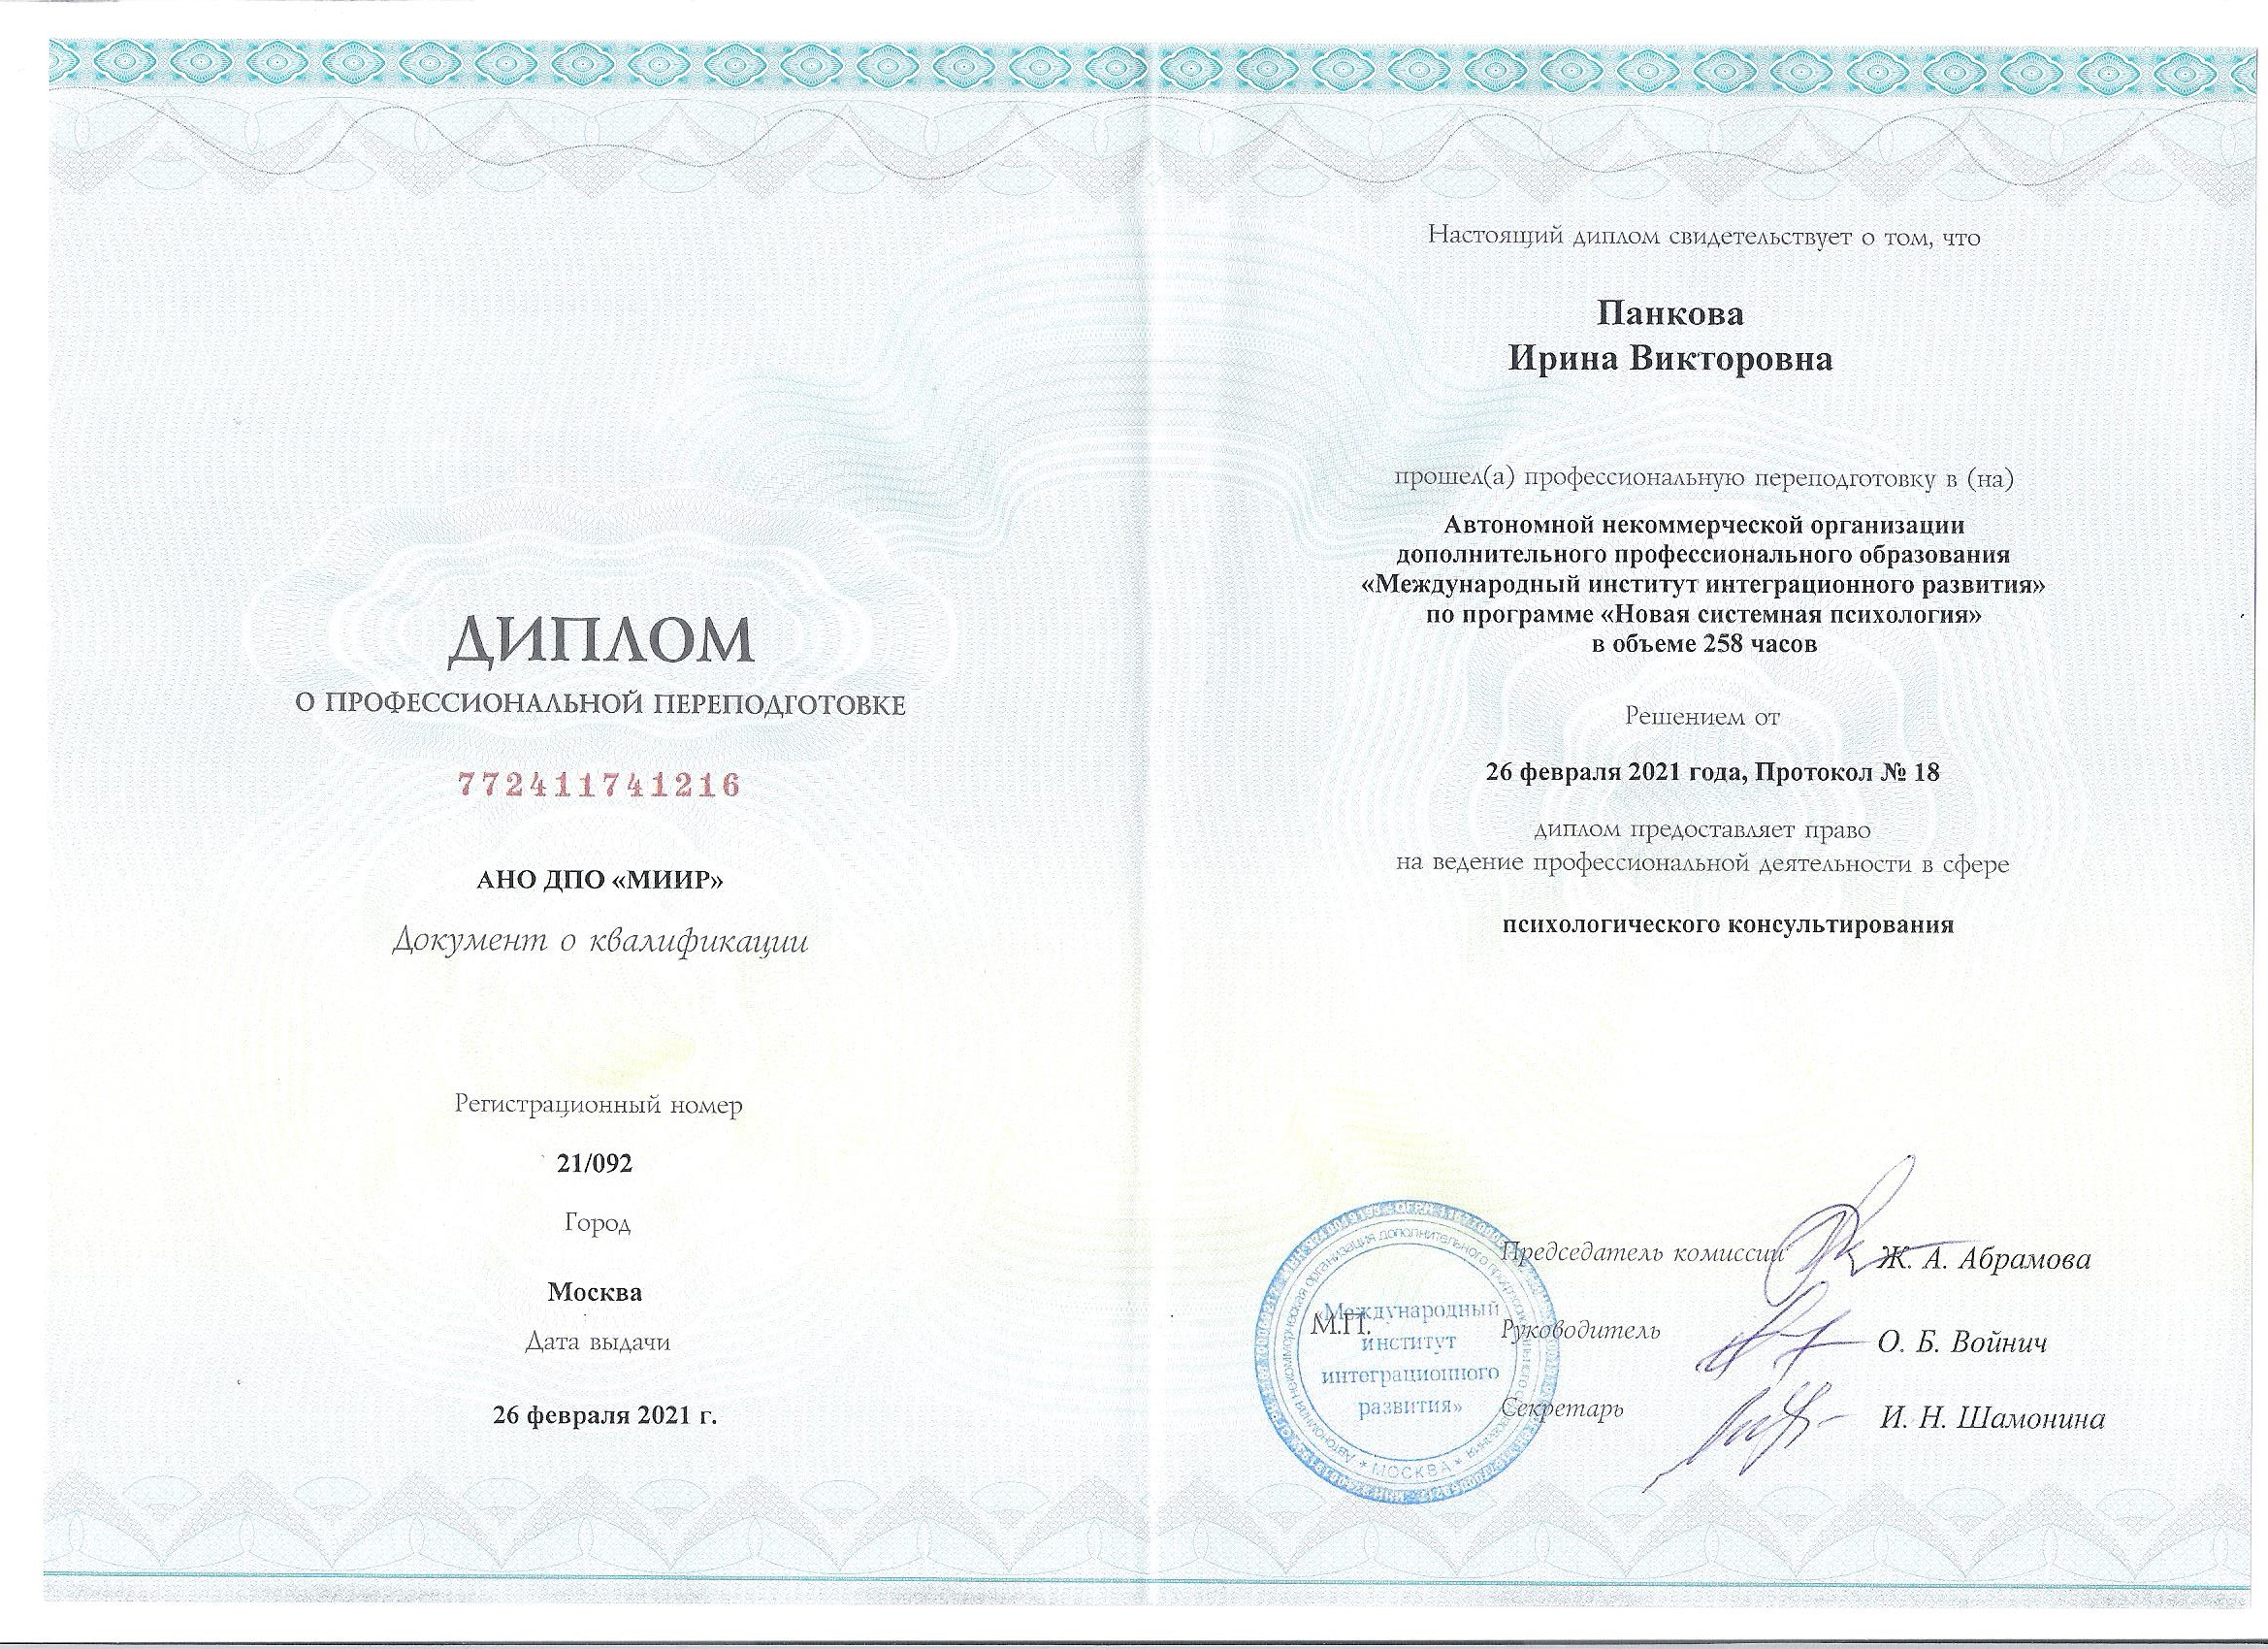 ДИПЛОМ
О ПРОФЕССИОНАЛЬНОЙ ПЕРЕПОДГОТОВКЕ
772411741216
АНО ДПО «МИИР»
Документ о квалификации
Регистрационный номер
21/092
Город
Москва
Дата выдачи
26 февраля 2021 г.
Настоящий диплом свидетельствует о том, что
Панкова
Ирина Викторовна
прошел(а) профессиональную переподготовку в (на)
Автономной некоммерческой организации
дополнительного профессионального образования
«Международный институт интеграционного развития»
по программе «Новая системная психология»
в объеме 258 часов
Решением от
26 февраля 2021 года, Протокол № 18
диплом предоставляет право
на ведение профессиональной деятельности в сфере
психологического консультирования
Председатель комиссии Ж. А. Абрамова
М.П.
Руководитель О. Б. Войнич
Секретарь И. Н. Шамонина
«Международный
институт
интеграционного
развития»
* МОСКВА *
Автономная некоммерческая организация дополнительного профессионального образования